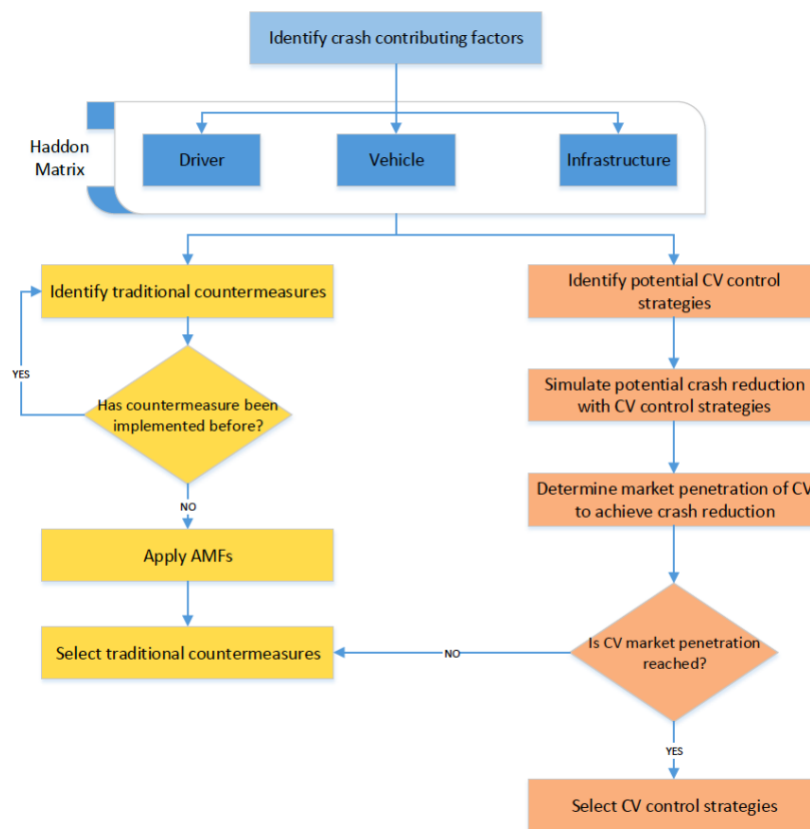 Identify crash contributing factors
Haddon
Matrix
Driver
Vehicle
Infrastructure
Identify traditional countermeasures
Identify potential CV control
strategies
YES
Has countermeasure been
implemented before?
Simulate potential crash reduction
with CV control strategies
NO
Determine market penetration of CV
to achieve crash reduction
Apply AMFs
Select traditional countermeasures
NO
Is CV market penetration
reached?
YES
Select CV control strategies